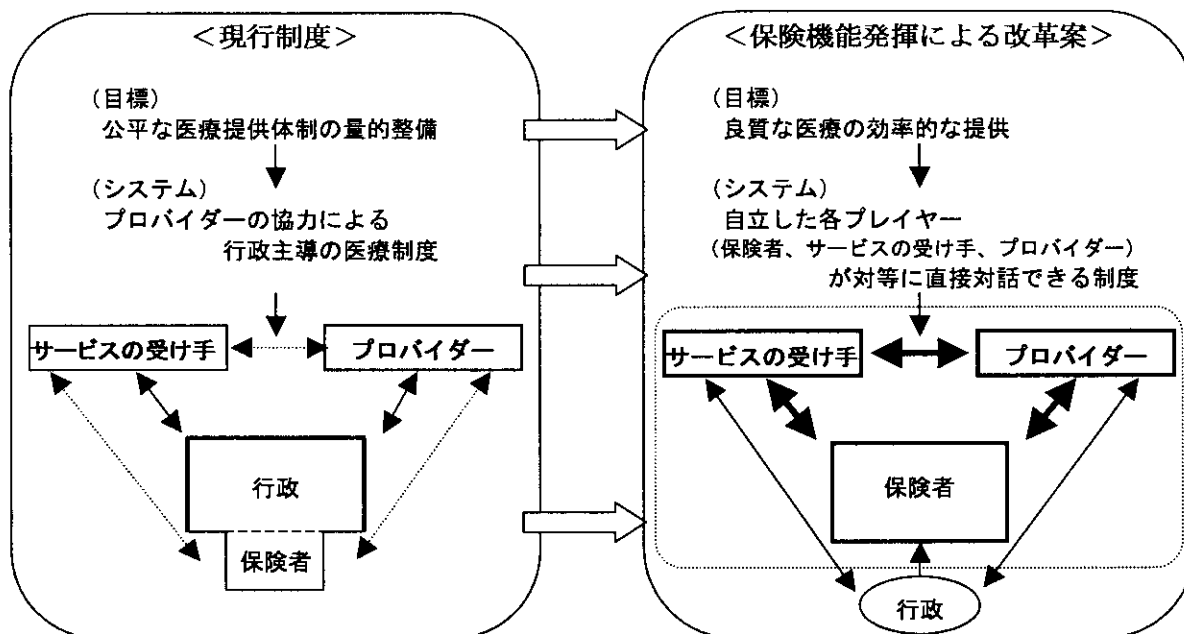 ＜現行制度＞
（目標）
公平な医療提供体制の量的整備
（システム）
プロバイダーの協力による
行政主導の医療制度
サービスの受け手
プロバイダー
行政
保険者
＜保険機能発揮による改革案＞
（目標）
良質な医療の効率的な提供
（システム）
自立した各プレイヤー
（保険者、サービスの受け手、プロバイダー）
が対等に直接対話できる制度
サービスの受け手
プロバイダー
保険者
行政